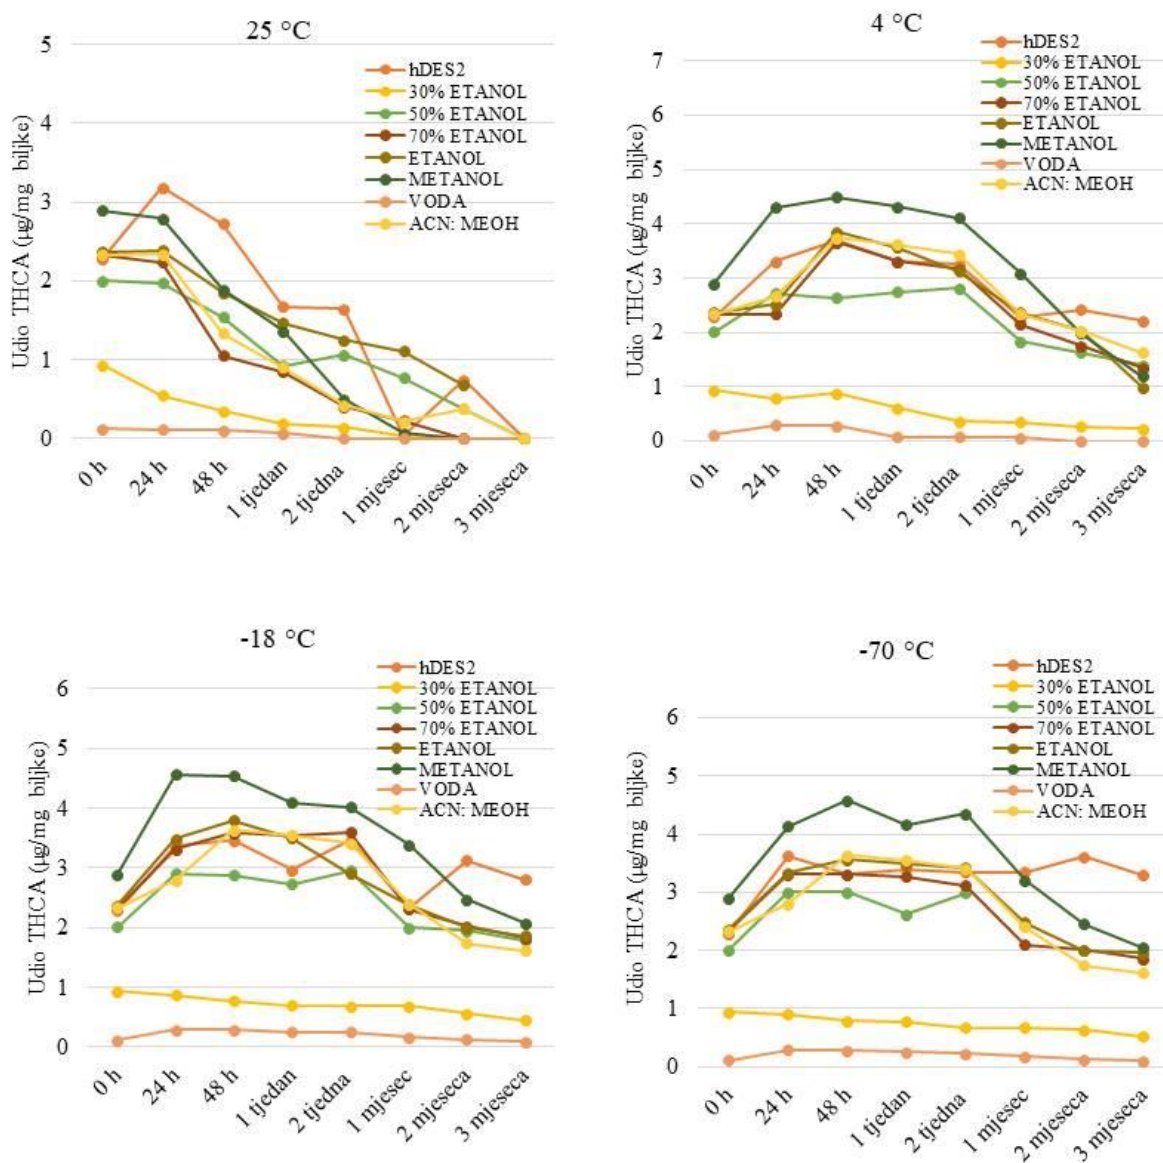 25 °C
Udio THCA (µg/mg biljke)
5
4
3
2
1
0
hDES2
30% ETANOL
50% ETANOL
70% ETANOL
ETANOL
METANOL
VODA
ACN: MEOH
0 h
24 h
48 h
1 tjedan
2 tjedna
1 mjesec
2 mjeseca
3 mjeseca
4 °C
Udio THCA (µg/mg biljke)
7
6
5
4
3
2
1
0
hDES2
30% ETANOL
50% ETANOL
70% ETANOL
ETANOL
METANOL
VODA
ACN: MEOH
0 h
24 h
48 h
1 tjedan
2 tjedna
1 mjesec
2 mjeseca
3 mjeseca
-18 °C
Udio THCA (µg/mg biljke)
6
5
4
3
2
1
0
hDES2
30% ETANOL
50% ETANOL
70% ETANOL
ETANOL
METANOL
VODA
ACN: MEOH
0 h
24 h
48 h
1 tjedan
2 tjedna
1 mjesec
2 mjeseca
3 mjeseca
-70 °C
Udio THCA (µg/mg biljke)
6
5
4
3
2
1
0
hDES2
30% ETANOL
50% ETANOL
70% ETANOL
ETANOL
METANOL
VODA
ACN: MEOH
0 h
24 h
48 h
1 tjedan
2 tjedna
1 mjesec
2 mjeseca
3 mjeseca